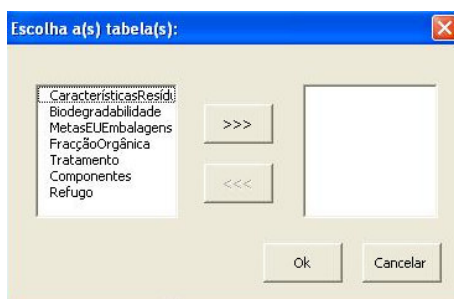 Escolha a(s) tabela(s):
CaracterísticasResídu
Biodegradabilidade
MetasEUEmbalagens
FracçãoOrgânica
Tratamento
Componentes
Refugo
>>>
<<<
Ok
Cancelar